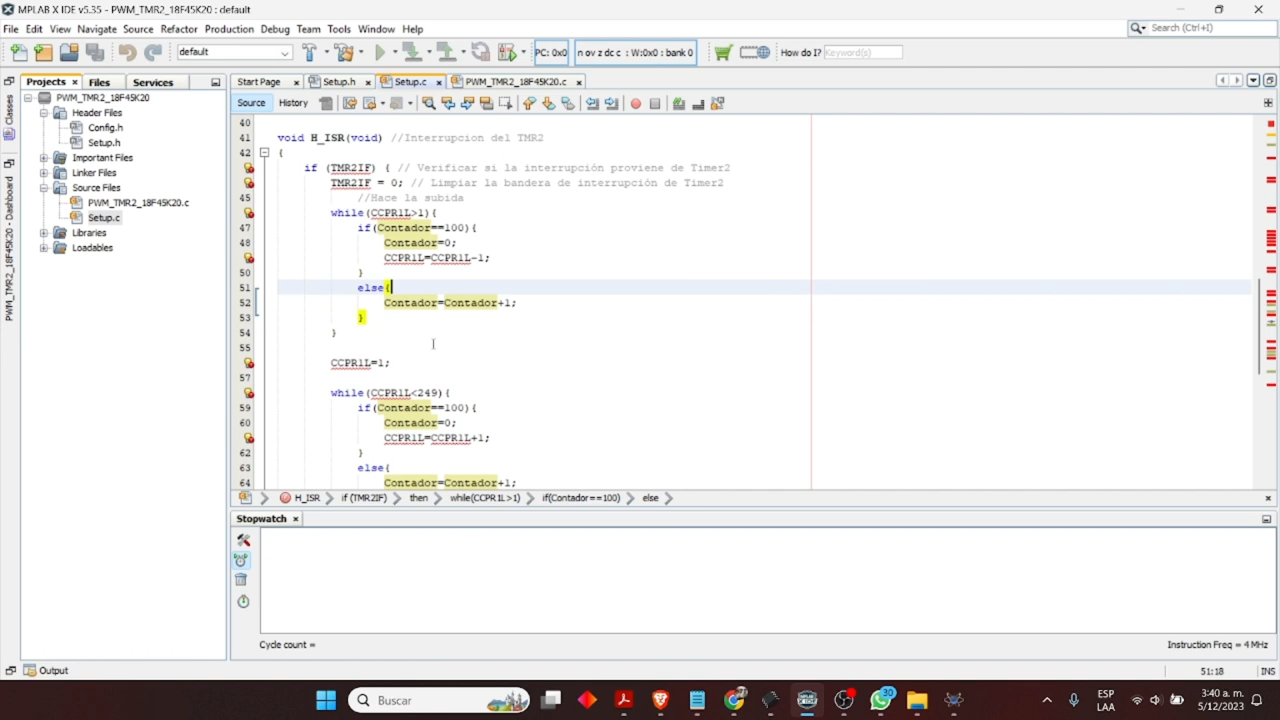 MPLAB X IDE v5.35 - PWM_TMR2_18F45K20 : default
File Edit View Navigate Source Refactor Production Debug Team Tools Window Help
Search (Ctrl+I)
default
PC: 0x0
n ov z dc c : W:0x0 : bank 0
How do I? Keyword(s)
Projects Files Services
Start Page Setup.h Setup.c PWM_TMR2_18F45K20.c
Source History
Classes
PWM_TMR2_18F45K20 - Dashboard
PWM_TMR2_18F45K20
Header Files
Config.h
Setup.h
Important Files
Linker Files
Source Files
PWM_TMR2_18F45K20.c
Setup.c
Libraries
Loadables
40
41 void H_ISR(void) //Interrupcion del TMR2
42 {
if (TMR2IF) { // Verificar si la interrupción proviene de Timer2
TMR2IF = 0; // Limpiar la bandera de interrupción de Timer2
45 //Hace la subida
while(CCPR1L>1){
47 if(Contador==100){
48 Contador=0;
CCPR1L=CCPR1L-1;
50 }
51 else{
52 Contador=Contador+1;
53 }
54 }
55
CCPR1L=1;
57
while(CCPR1L<249){
59 if(Contador==100){
60 Contador=0;
CCPR1L=CCPR1L+1;
62 }
63 else{
64 Contador=Contador+1;
H_ISR if (TMR2IF) then while(CCPR1L>1) if(Contador==100) else
Stopwatch
Cycle count =
Instruction Freq = 4 MHz
Output
51:18 INS
Buscar
30
ESP
LAA
3:40 a. m.
5/12/2023